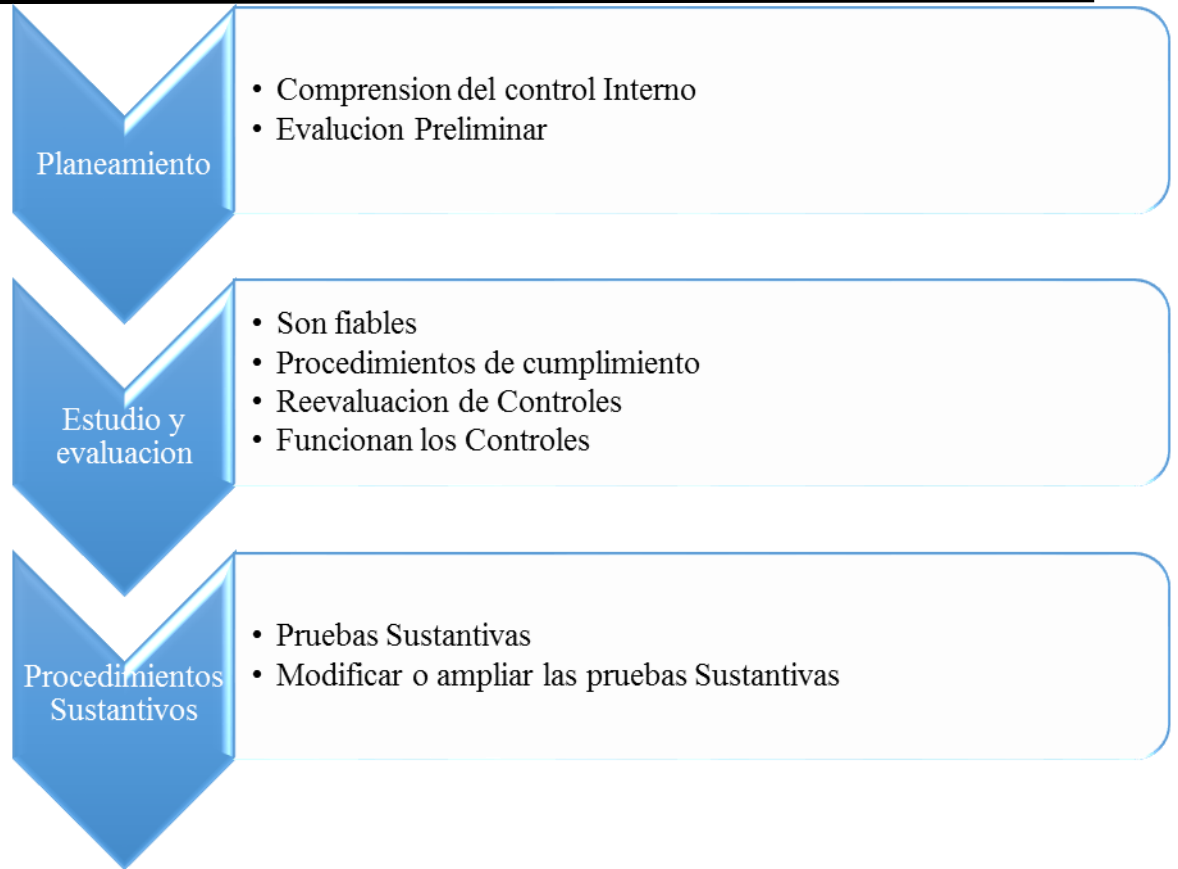 Planeamiento
• Comprension del control Interno
• Evalucion Preliminar
Estudio y
evaluacion
• Son fiables
• Procedimientos de cumplimiento
• Reevaluacion de Controles
• Funcionan los Controles
Procedimientos
Sustantivos
• Pruebas Sustantivas
• Modificar o ampliar las pruebas Sustantivas